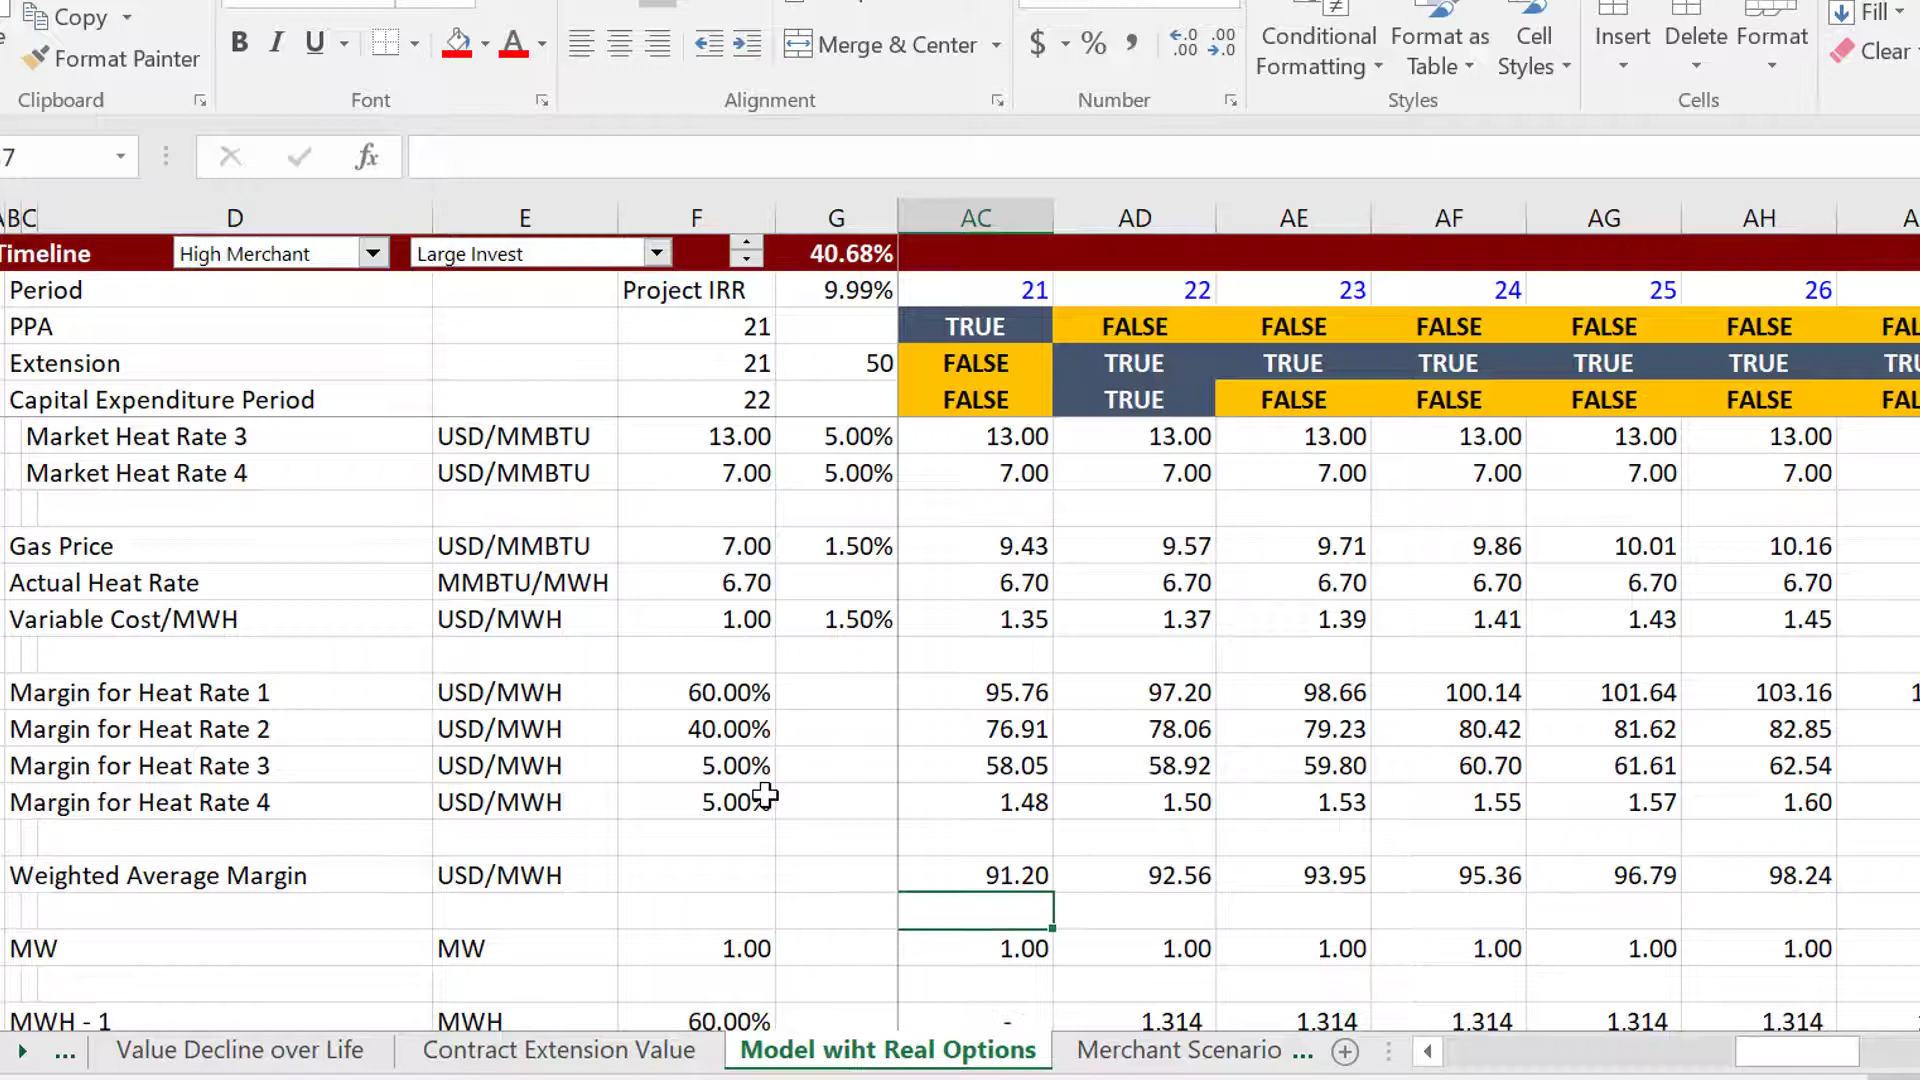 Copy
Fill
Format Painter
B I U A
Merge & Center
$ % ,
Conditional Formatting
Format as Table
Cell Styles
Insert
Delete
Format
Clear
Clipboard
Font
Alignment
Number
Styles
Cells
7
fx
B C D E F G AC AD AE AF AG AH
Timeline High Merchant Large Invest 40.68%
Period Project IRR 9.99% 21 22 23 24 25 26
PPA 21 TRUE FALSE FALSE FALSE FALSE FALSE
Extension 21 50 FALSE TRUE TRUE TRUE TRUE TRUE
Capital Expenditure Period 22 FALSE TRUE FALSE FALSE FALSE FALSE
Market Heat Rate 3 USD/MMBTU 13.00 5.00% 13.00 13.00 13.00 13.00 13.00 13.00
Market Heat Rate 4 USD/MMBTU 7.00 5.00% 7.00 7.00 7.00 7.00 7.00 7.00
Gas Price USD/MMBTU 7.00 1.50% 9.43 9.57 9.71 9.86 10.01 10.16
Actual Heat Rate MMBTU/MWH 6.70 6.70 6.70 6.70 6.70 6.70 6.70
Variable Cost/MWH USD/MWH 1.00 1.50% 1.35 1.37 1.39 1.41 1.43 1.45
Margin for Heat Rate 1 USD/MWH 60.00% 95.76 97.20 98.66 100.14 101.64 103.16
Margin for Heat Rate 2 USD/MWH 40.00% 76.91 78.06 79.23 80.42 81.62 82.85
Margin for Heat Rate 3 USD/MWH 5.00% 58.05 58.92 59.80 60.70 61.61 62.54
Margin for Heat Rate 4 USD/MWH 5.00 1.48 1.50 1.53 1.55 1.57 1.60
Weighted Average Margin USD/MWH 91.20 92.56 93.95 95.36 96.79 98.24
MW MW 1.00 1.00 1.00 1.00 1.00 1.00 1.00
MWH - 1 MWH 60.00% - 1,314 1,314 1,314 1,314 1,314
... Value Decline over Life Contract Extension Value Model wiht Real Options Merchant Scenario ...